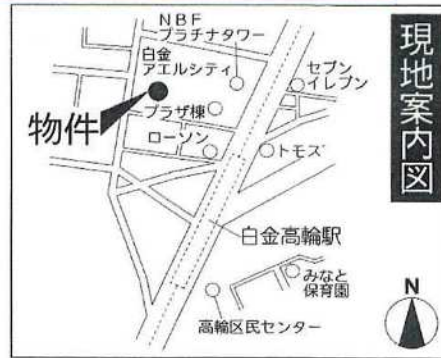 現地案内図
NBF
プラチナタワー
白金
アエルシティ
セブン
イレブン
プラザ棟
物件
ローソン
トモズ
白金高輪駅
みなと
保育園
高輪区民センター
N